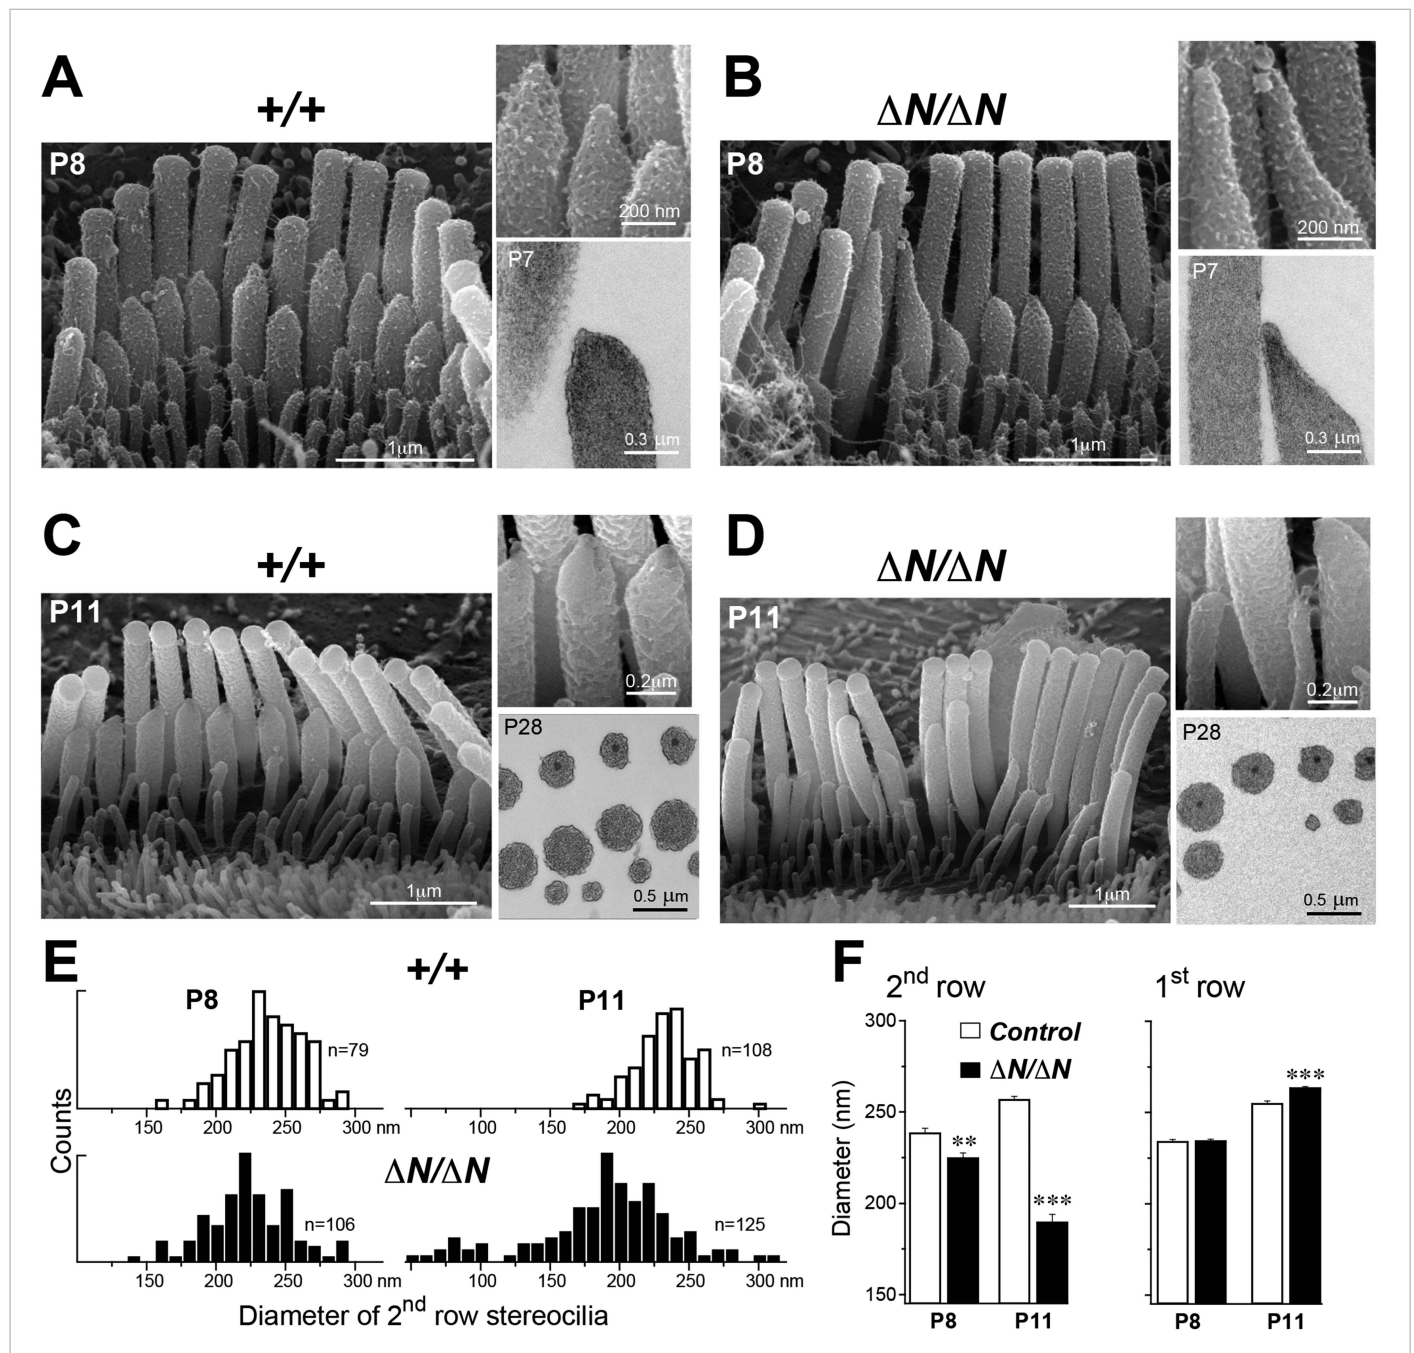 A
+/+
P8
1µm
200 nm
P7
0.3 µm
B
ΔN/ΔN
P8
1µm
200 nm
P7
0.3 µm
C
+/+
P11
1µm
0.2µm
P28
0.5 µm
D
ΔN/ΔN
P11
1µm
0.2µm
P28
0.5 µm
E
+/+
P8
n=79
150 200 250 300 nm
P11
n=108
150 200 250 300 nm
Counts
ΔN/ΔN
n=106
150 200 250 300 nm
n=125
100 150 200 250 300 nm
Diameter of 2nd row stereocilia
F
2nd row
1st row
Control
ΔN/ΔN
Diameter (nm)
300
250
200
150
**
***
***
P8 P11
P8 P11